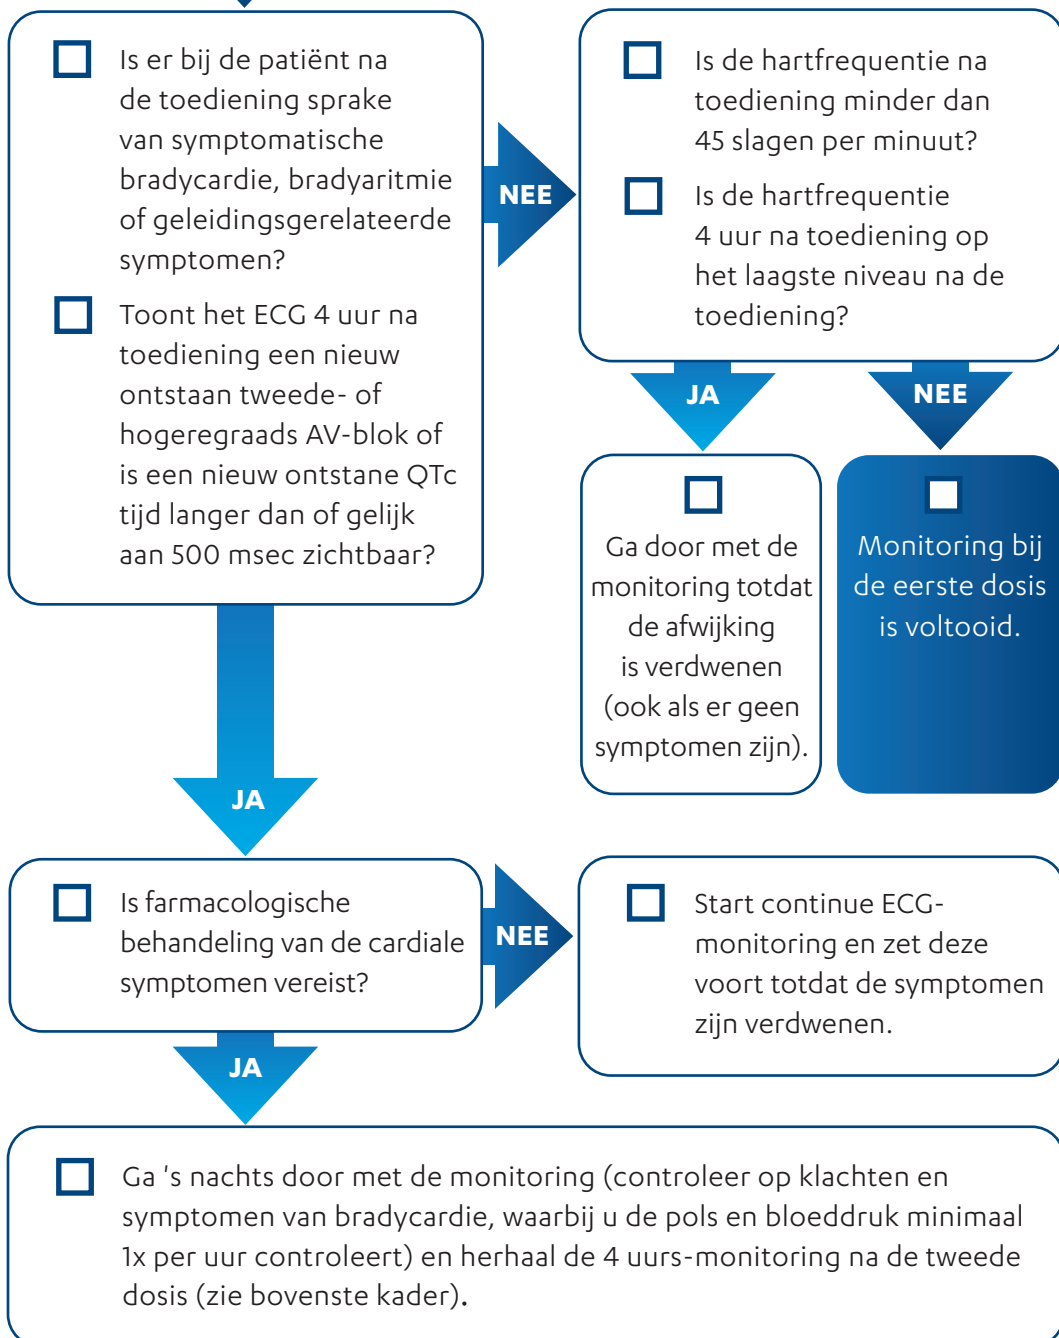 Is er bij de patiënt na
de toediening sprake
van symptomatische
bradycardie, bradyaritmie
of geleidingsgerelateerde
symptomen?
Toont het ECG 4 uur na
toediening een nieuw
ontstaan tweede- of
hogeregraads AV-blok of
is een nieuw ontstane QTc
tijd langer dan of gelijk
aan 500 msec zichtbaar?
NEE
Is de hartfrequentie na
toediening minder dan
45 slagen per minuut?
Is de hartfrequentie
4 uur na toediening op
het laagste niveau na de
toediening?
JA
NEE
Ga door met de
monitoring totdat
de afwijking
is verdwenen
(ook als er geen
symptomen zijn).
Monitoring bij
de eerste dosis
is voltooid.
JA
Is farmacologische
behandeling van de cardiale
symptomen vereist?
NEE
Start continue ECG-
monitoring en zet deze
voort totdat de symptomen
zijn verdwenen.
JA
Ga 's nachts door met de monitoring (controleer op klachten en
symptomen van bradycardie, waarbij u de pols en bloeddruk minimaal
1x per uur controleert) en herhaal de 4 uurs-monitoring na de tweede
dosis (zie bovenste kader).